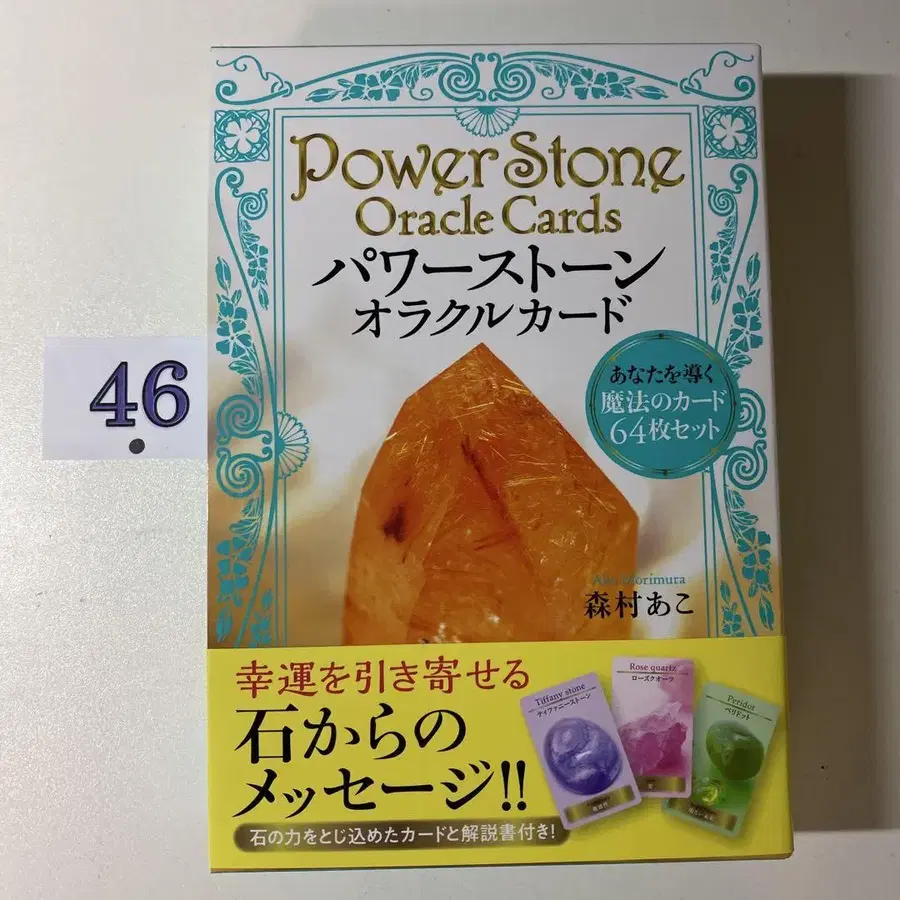 46
Power Stone
Oracle Cards
パワーストーン
オラクルカード
あなたを導く
魔法のカード
64枚セット
Morimura
森村あこ
幸運を引き寄せる
石からの
メッセージ!!
石の力をとじ込めたカードと解説書付き!
Tiffany stone
ティファニーストーン
Rose quartz
ローズクオーツ
Peridot
ペリドット